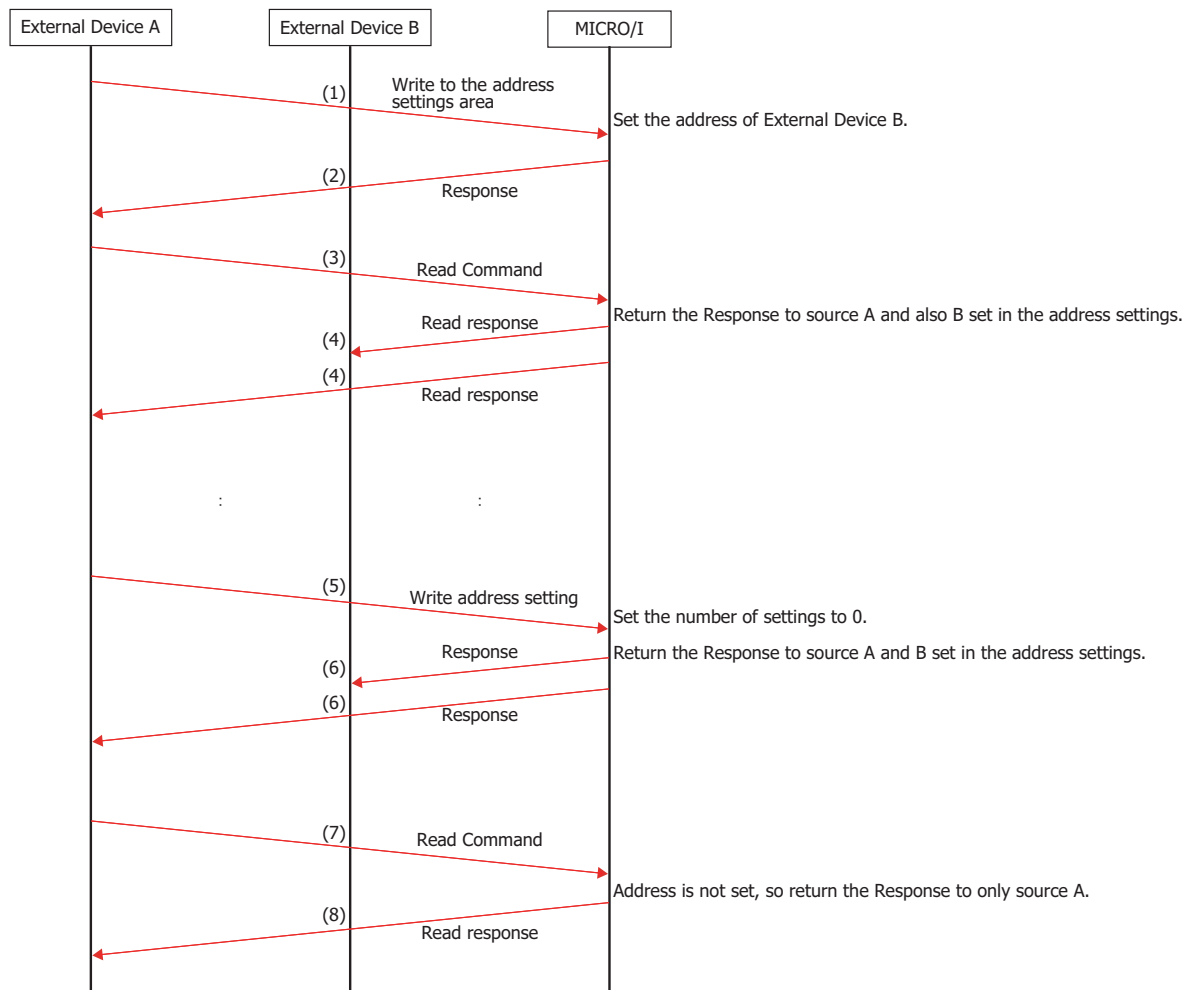 External Device A
External Device B
MICRO/I
(1)
Write to the address
settings area
Set the address of External Device B.
(2)
Response
(3)
Read Command
Return the Response to source A and also B set in the address settings.
Read response
(4)
(4)
Read response
:
:
(5)
Write address setting
Set the number of settings to 0.
Response
Return the Response to source A and B set in the address settings.
(6)
(6)
Response
(7)
Read Command
Address is not set, so return the Response to only source A.
(8)
Read response